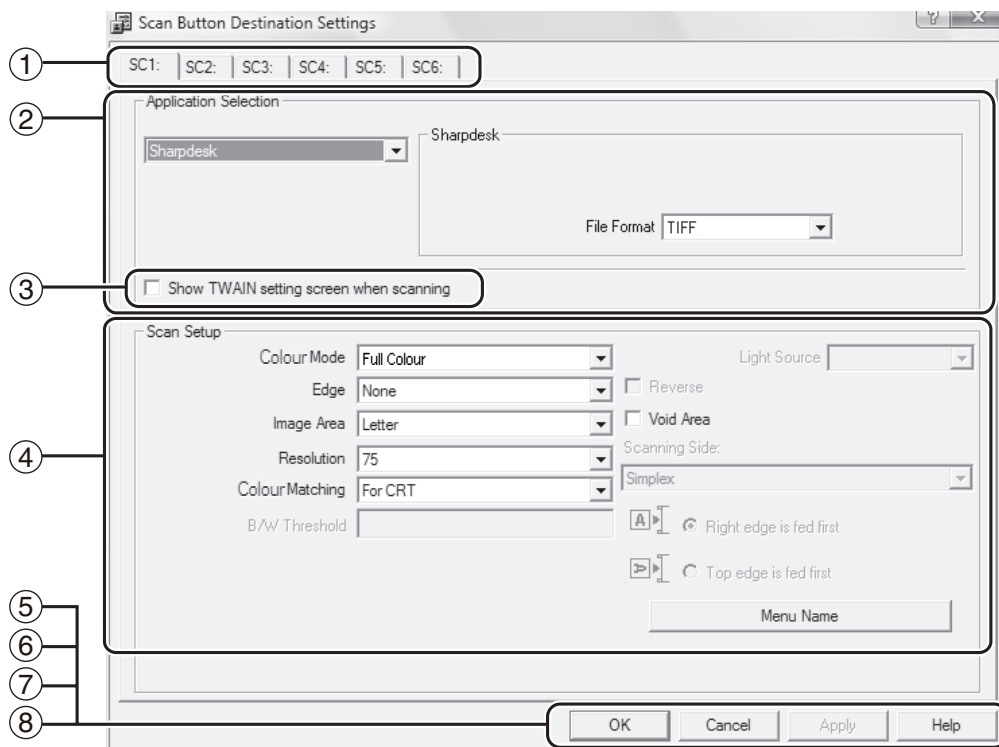 Scan Button Destination Settings
① SC1: SC2: SC3: SC4: SC5: SC6:
② Application Selection
Sharpdesk
Sharpdesk
File Format TIFF
③ Show TWAIN setting screen when scanning
④ Scan Setup
Colour Mode Full Colour
Edge None
Image Area Letter
Resolution 75
Colour Matching For CRT
B/W Threshold
Light Source
Reverse
Void Area
Scanning Side:
Simplex
A Right edge is fed first
A Top edge is fed first
Menu Name
⑤
⑥
⑦
⑧ OK Cancel Apply Help